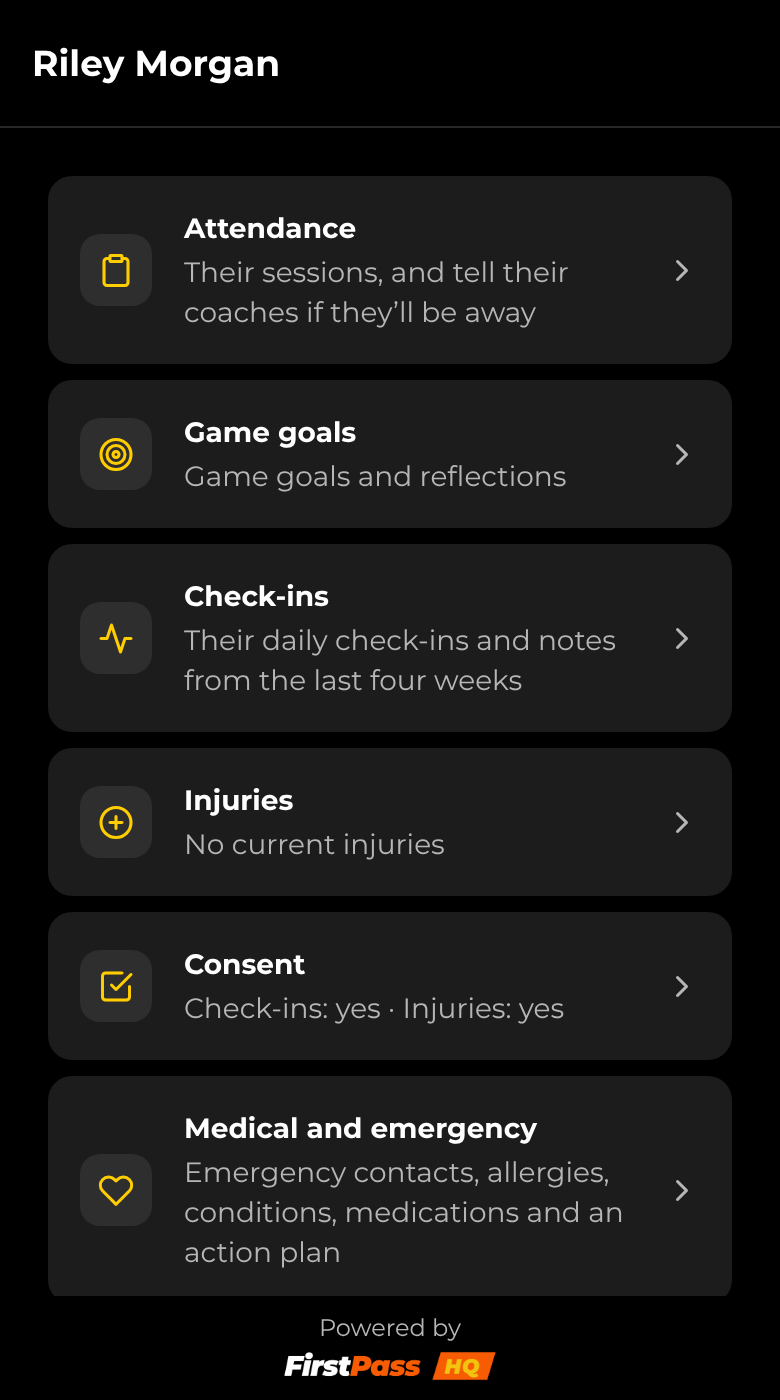 Riley Morgan
Attendance
Their sessions, and tell their
coaches if they’ll be away
Game goals
Game goals and reflections
Check-ins
Their daily check-ins and notes
from the last four weeks
Injuries
No current injuries
Consent
Check-ins: yes · Injuries: yes
Medical and emergency
Emergency contacts, allergies,
conditions, medications and an
action plan
Powered by
FirstPass HQ